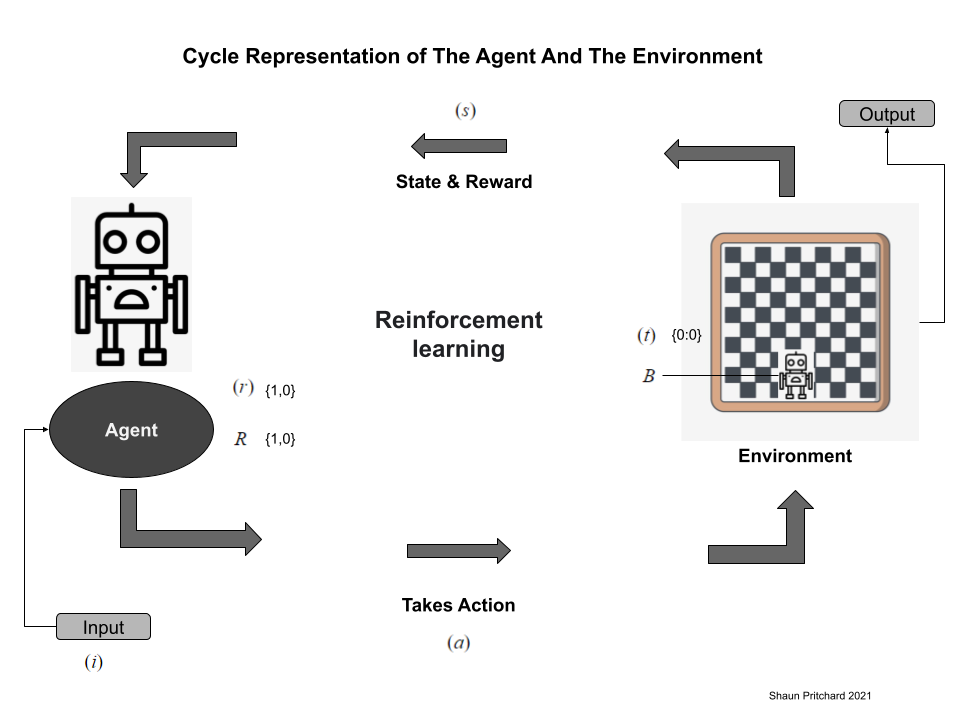 Cycle Representation of The Agent And The Environment
(s)
Output
State & Reward
Reinforcement
learning
(t) {0:0}
B
(r) {1,0}
Agent
R {1,0}
Environment
Takes Action
Input
(a)
(i)
Shaun Pritchard 2021